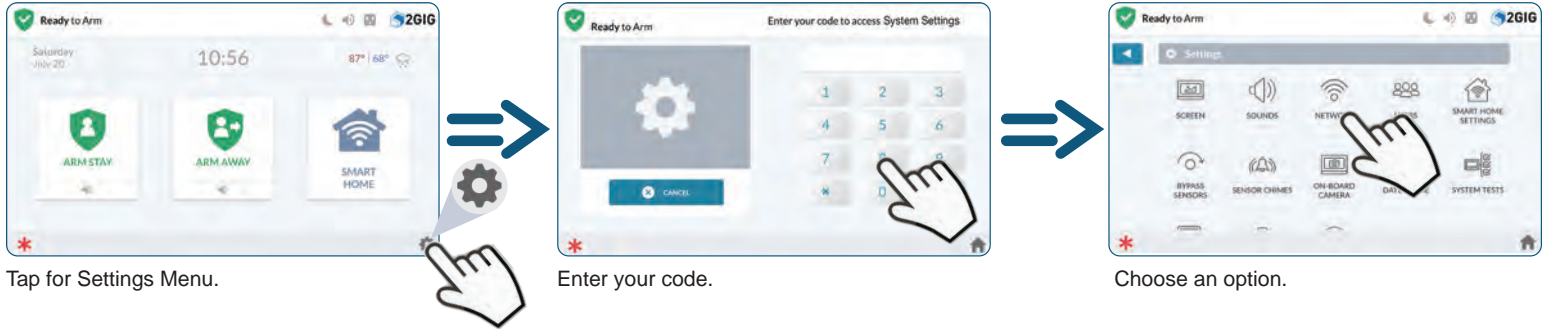 Ready to Arm
2GIG
Saturday
July 20
10:56
87° 68°
ARM STAY
ARM AWAY
SMART
HOME
*
Tap for Settings Menu.
Ready to Arm
Enter your code to access System Settings
1 2 3
4 5 6
7 9
* 0
CANCEL
*
Enter your code.
Ready to Arm
2GIG
Settings
SCREEN
SOUNDS
SMART HOME
SETTINGS
BYPASS
SENSORS
SENSOR CHIMES
ON-BOARD
CAMERA
SYSTEM TESTS
*
Choose an option.